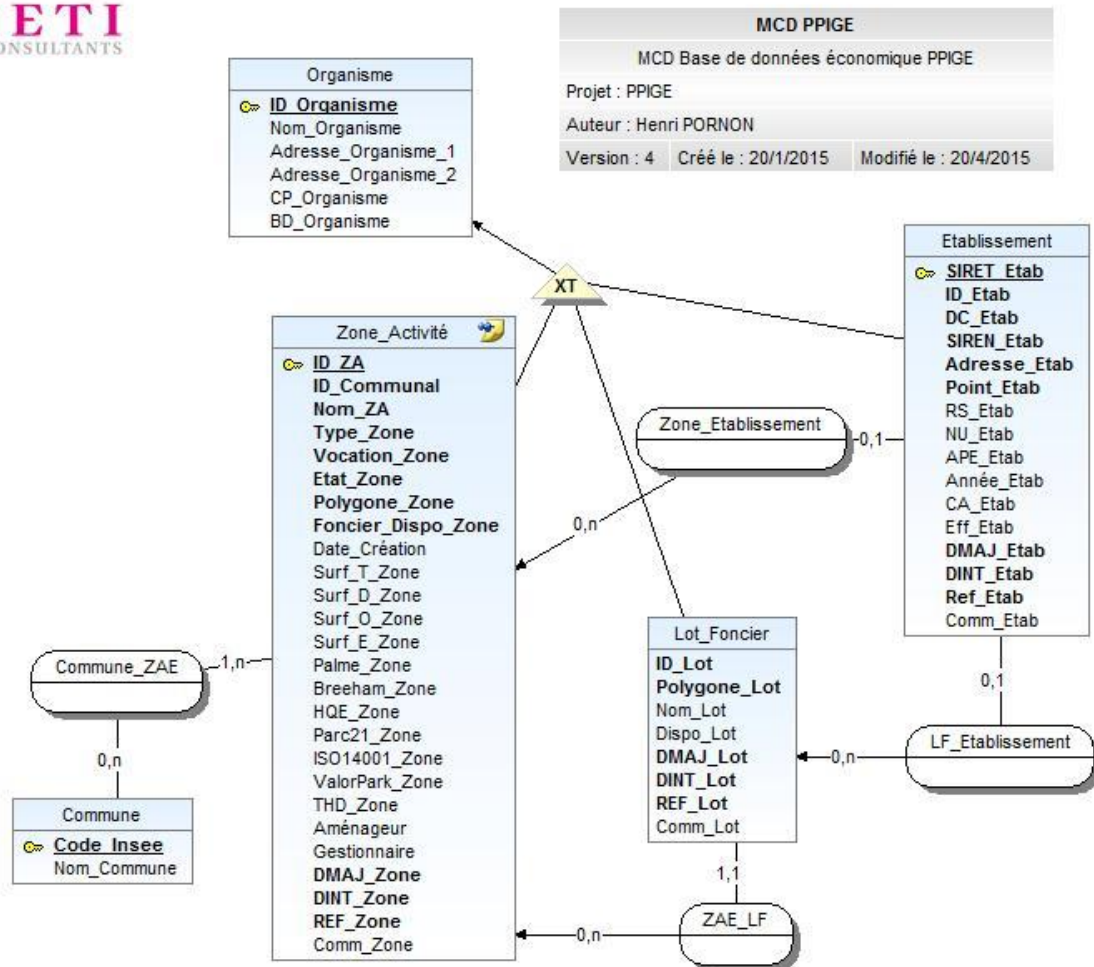 ETI
CONSULTANTS
MCD PPIGE
MCD Base de données économique PPIGE
Projet : PPIGE
Auteur : Henri PORNON
Version : 4 Créé le : 20/1/2015 Modifié le : 20/4/2015
Organisme
ID_Organisme
Nom_Organisme
Adresse_Organisme_1
Adresse_Organisme_2
CP_Organisme
BD_Organisme
XT
Etablissement
SIRET_Etab
ID_Etab
DC_Etab
SIREN_Etab
Adresse_Etab
Point_Etab
RS_Etab
NU_Etab
APE_Etab
Année_Etab
CA_Etab
Eff_Etab
DMAJ_Etab
DINT_Etab
Ref_Etab
Comm_Etab
Zone_Activité
ID_ZA
ID_Communal
Nom_ZA
Type_Zone
Vocation_Zone
Etat_Zone
Polygone_Zone
Foncier_Dispo_Zone
Date_Création
Surf_T_Zone
Surf_D_Zone
Surf_O_Zone
Surf_E_Zone
Palme_Zone
Breeham_Zone
HQE_Zone
Parc21_Zone
ISO14001_Zone
ValorPark_Zone
THD_Zone
Aménageur
Gestionnaire
DMAJ_Zone
DINT_Zone
REF_Zone
Comm_Zone
Zone_Etablissement
0,1
0,n
Lot_Foncier
ID_Lot
Polygone_Lot
Nom_Lot
Dispo_Lot
DMAJ_Lot
DINT_Lot
REF_Lot
Comm_Lot
0,1
LF_Etablissement
0,n
1,1
ZAE_LF
0,n
Commune_ZAE
1,n
0,n
Commune
Code_Insee
Nom_Commune